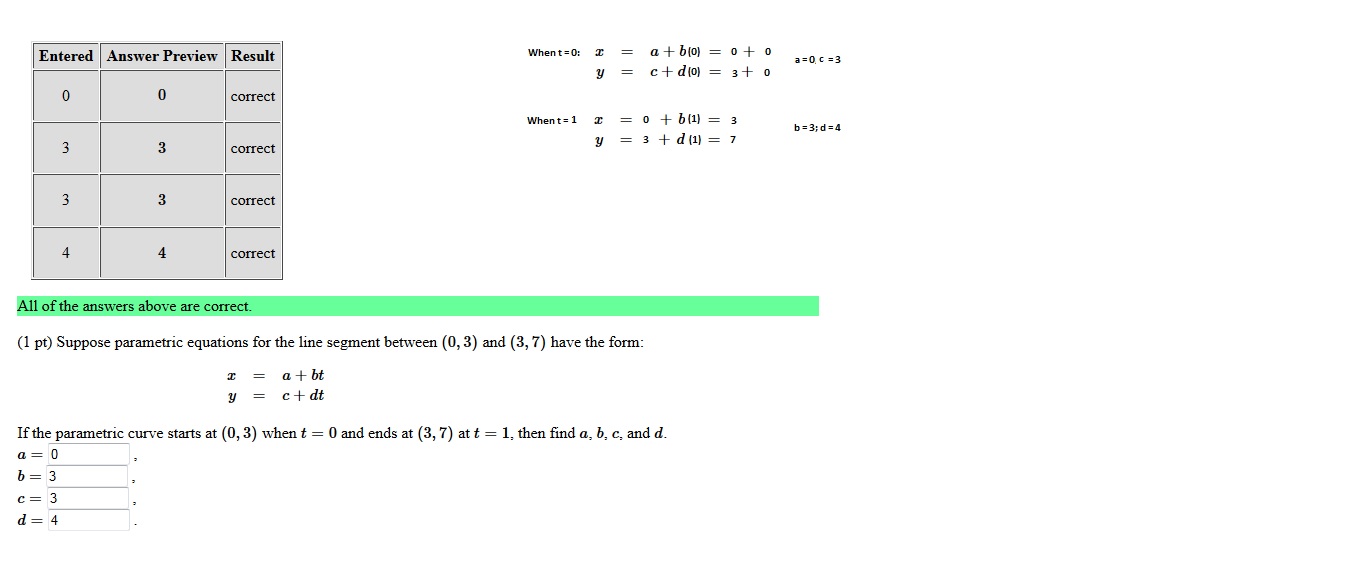 Entered Answer Preview Result
0 0 correct
3 3 correct
3 3 correct
4 4 correct
When t=0: x = a + b(0) = 0 + 0
y = c + d(0) = 3 + 0
a=0, c =3
When t= 1 x = 0 + b(1) = 3
y = 3 + d (1) = 7
b=3; d=4
All of the answers above are correct.
(1 pt) Suppose parametric equations for the line segment between (0, 3) and (3, 7) have the form:
x = a + bt
y = c + dt
If the parametric curve starts at (0, 3) when t = 0 and ends at (3, 7) at t = 1, then find a, b, c, and d.
a = 0 ,
b = 3 ,
c = 3 ,
d = 4 .